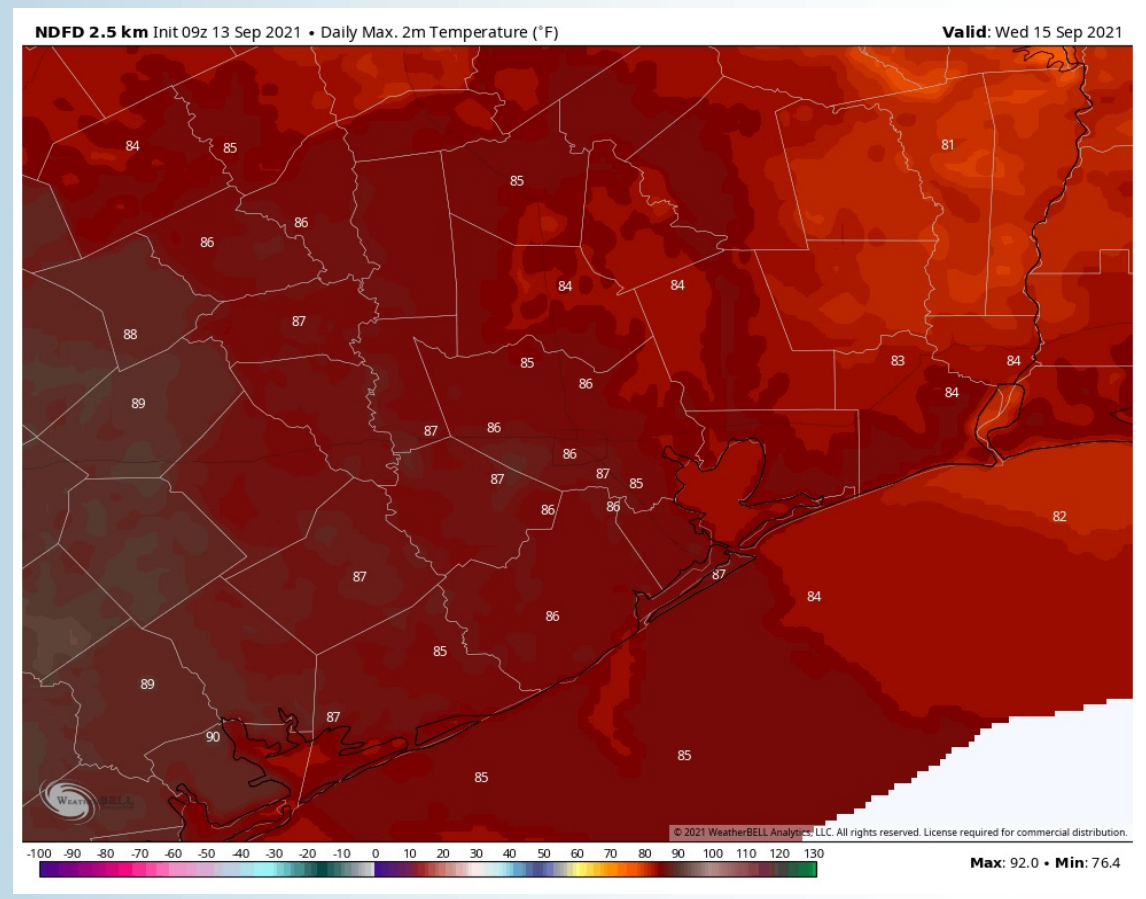 NDFD 2.5 km Init 09z 13 Sep 2021 • Daily Max. 2m Temperature (°F) Valid: Wed 15 Sep 2021
84 85 81
85
86
86
84 84
87
88
85 83 84
86 84
89
87 86
86
87 87 85
86 86
82
87 87
84
86
85
89
87
90
85
85
WEATHERBELL
© 2021 WeatherBELL Analytics, LLC. All rights reserved. License required for commercial distribution.
-100 -90 -80 -70 -60 -50 -40 -30 -20 -10 0 10 20 30 40 50 60 70 80 90 100 110 120 130
Max: 92.0 • Min: 76.4